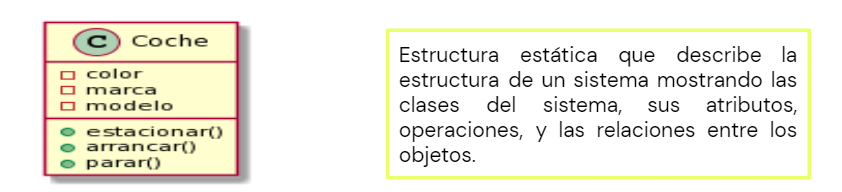 C Coche
color
marca
modelo
estacionar()
arrancar()
parar()
Estructura estática que describe la
estructura de un sistema mostrando las
clases del sistema, sus atributos,
operaciones, y las relaciones entre los
objetos.